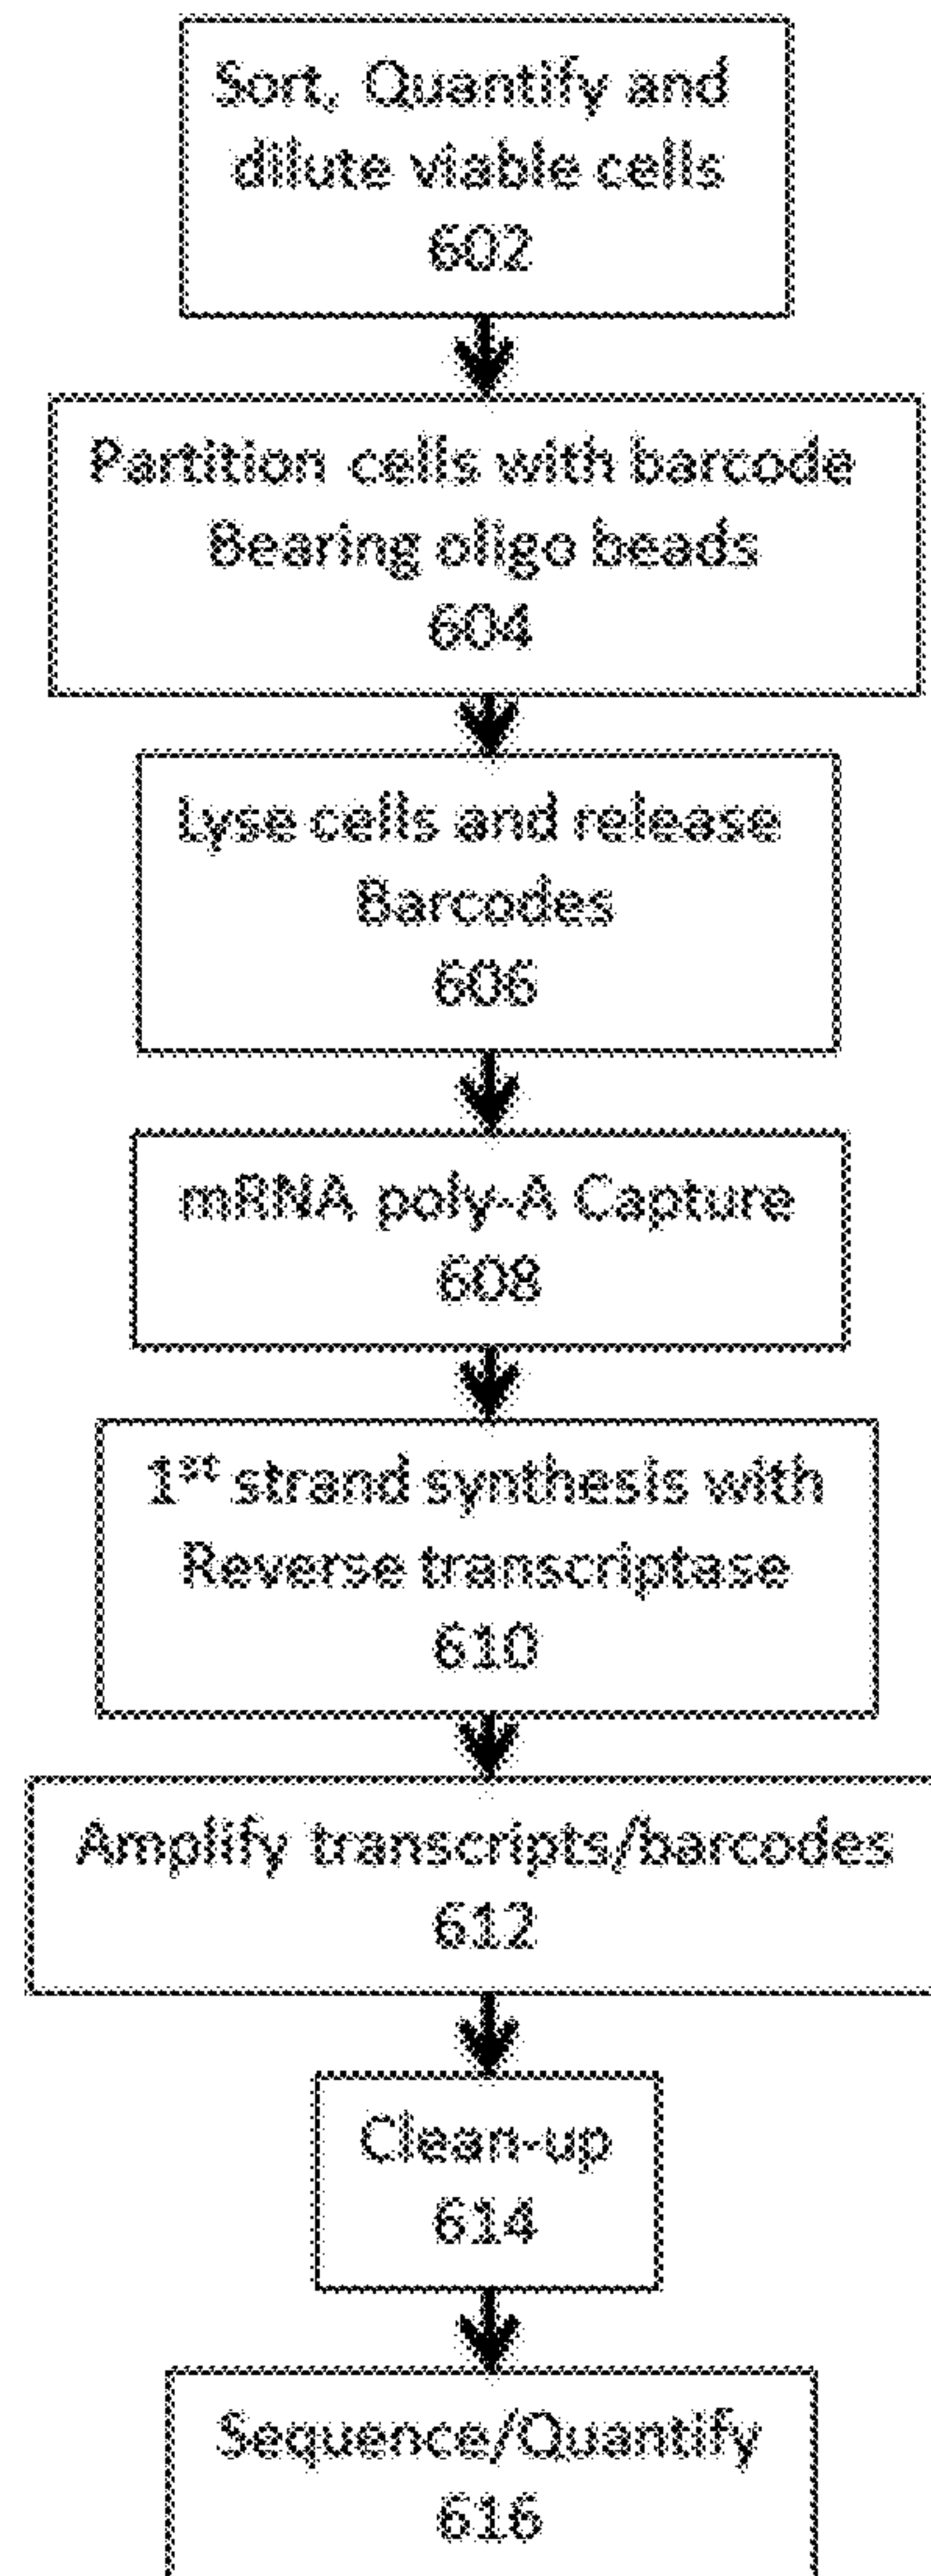 Sort, Quantify and
dilute viable cells
602
Partition cells with barcode
Bearing oligo beads
604
Lyse cells and release
Barcodes
606
mRNA poly-A Capture
608
1st strand synthesis with
Reverse transcriptase
610
Amplify transcripts/barcodes
612
Clean-up
614
Sequence/Quantify
616